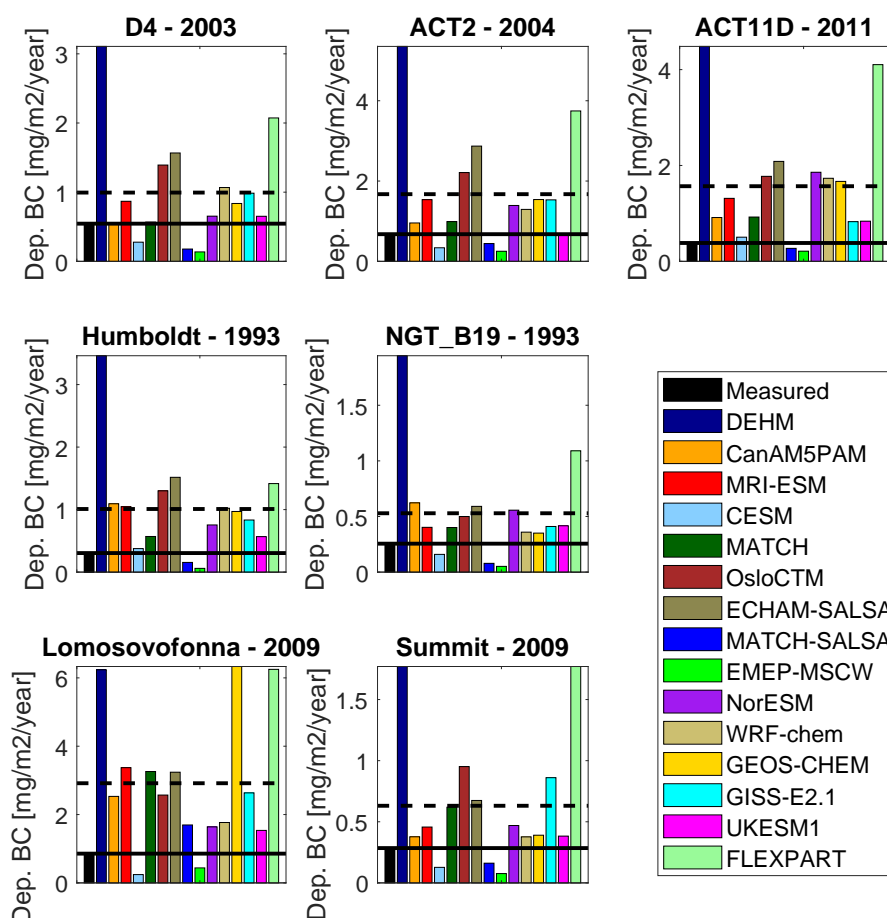 D4 - 2003
ACT2 - 2004
ACT11D - 2011
Dep. BC [mg/m2/year]
3
2
1
0
Dep. BC [mg/m2/year]
4
2
0
Dep. BC [mg/m2/year]
4
2
0
Humboldt - 1993
NGT_B19 - 1993
Dep. BC [mg/m2/year]
3
2
1
0
Dep. BC [mg/m2/year]
1.5
1
0.5
0
Lomosovofonna - 2009
Summit - 2009
Dep. BC [mg/m2/year]
6
4
2
0
Dep. BC [mg/m2/year]
1.5
1
0.5
0
Measured
DEHM
CanAM5PAM
MRI-ESM
CESM
MATCH
OsloCTM
ECHAM-SALSA
MATCH-SALSA
EMEP-MSCW
NorESM
WRF-chem
GEOS-CHEM
GISS-E2.1
UKESM1
FLEXPART